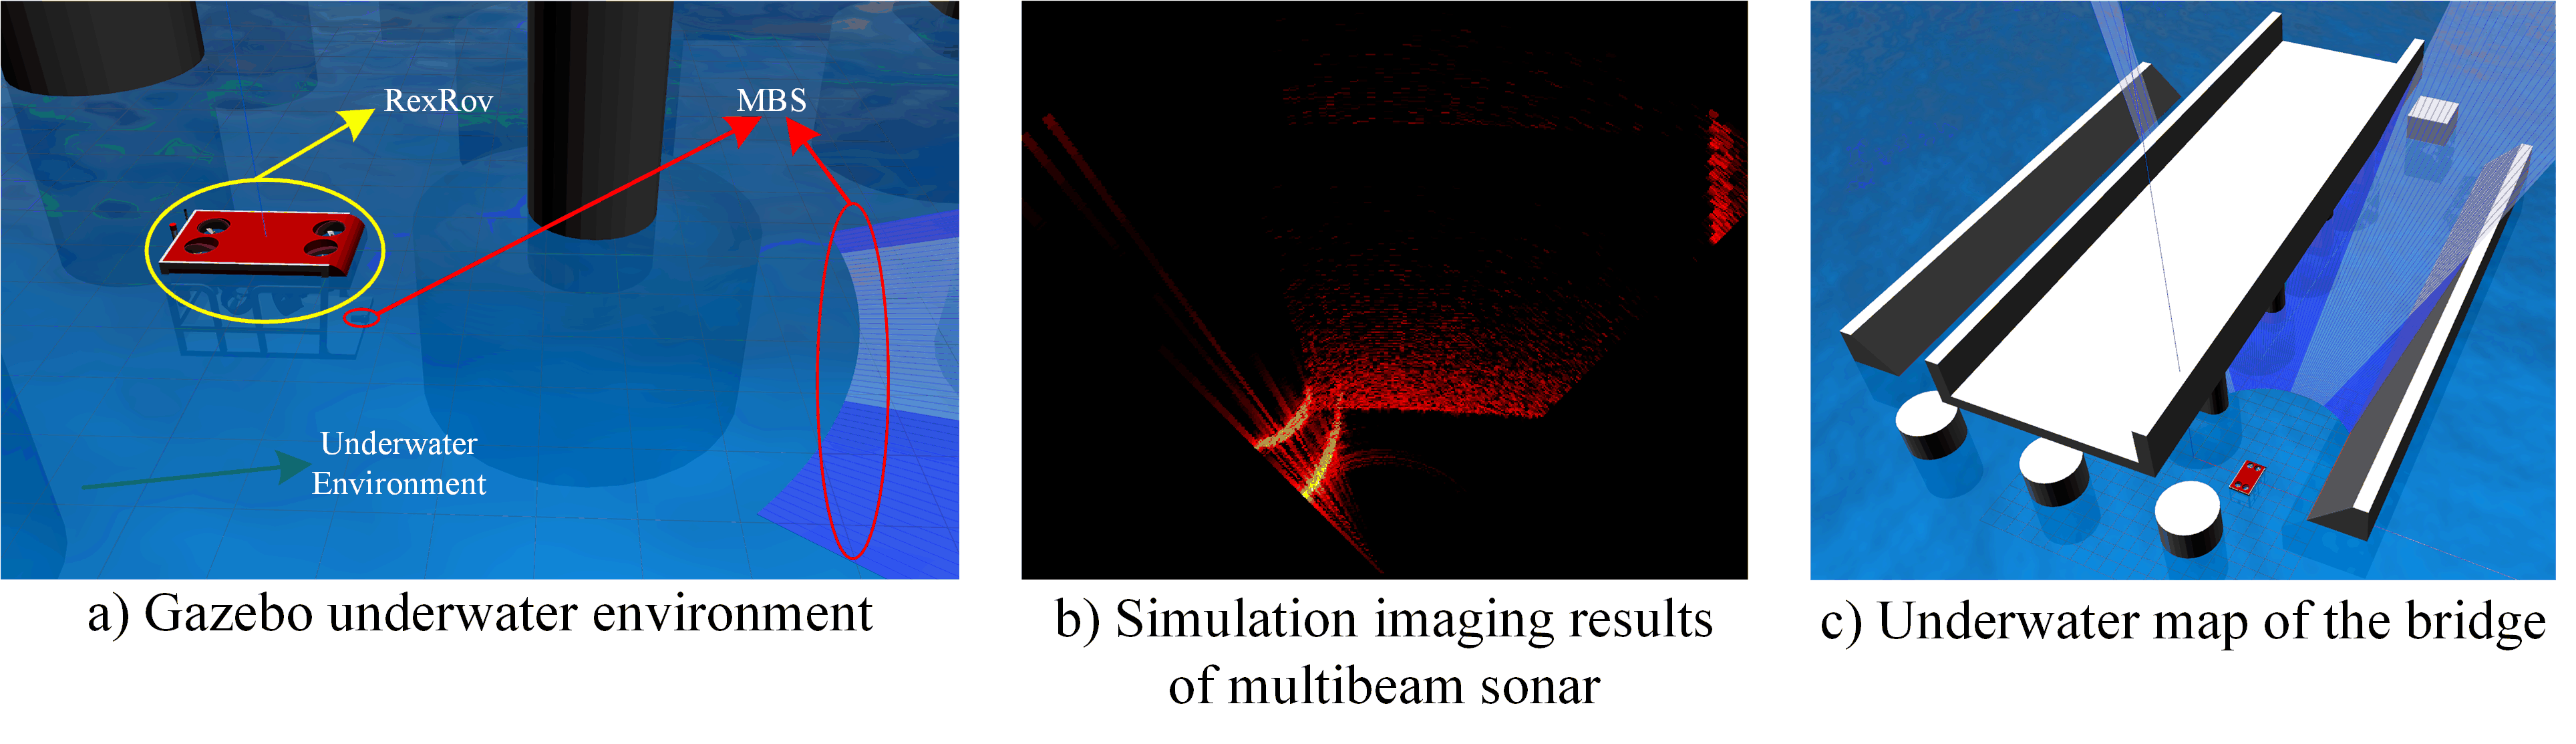 RexRov
MBS
Underwater
Environment
a) Gazebo underwater environment
b) Simulation imaging results
of multibeam sonar
c) Underwater map of the bridge